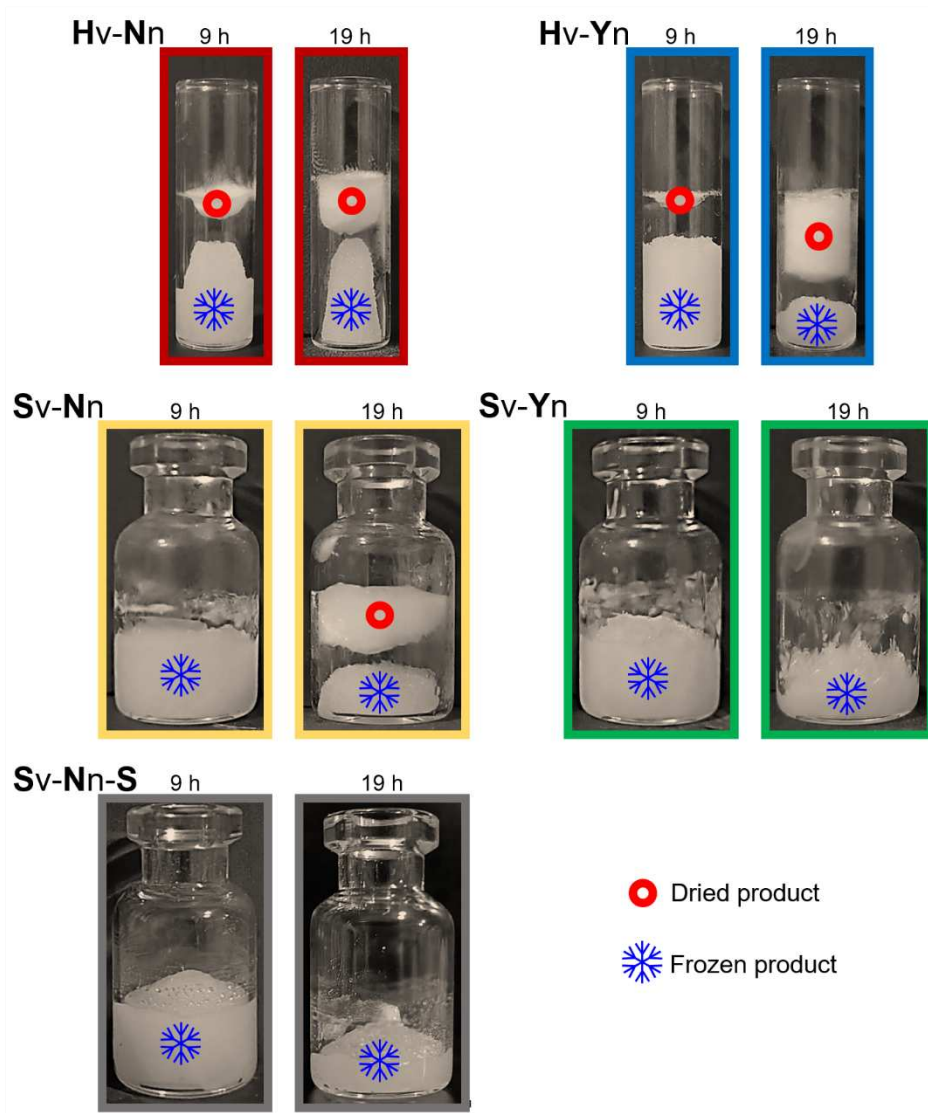 Hv-Nn 9 h 19 h
Hv-Yn 9 h 19 h
Sv-Nn 9 h 19 h
Sv-Yn 9 h 19 h
Sv-Nn-S 9 h 19 h
Dried product
Frozen product